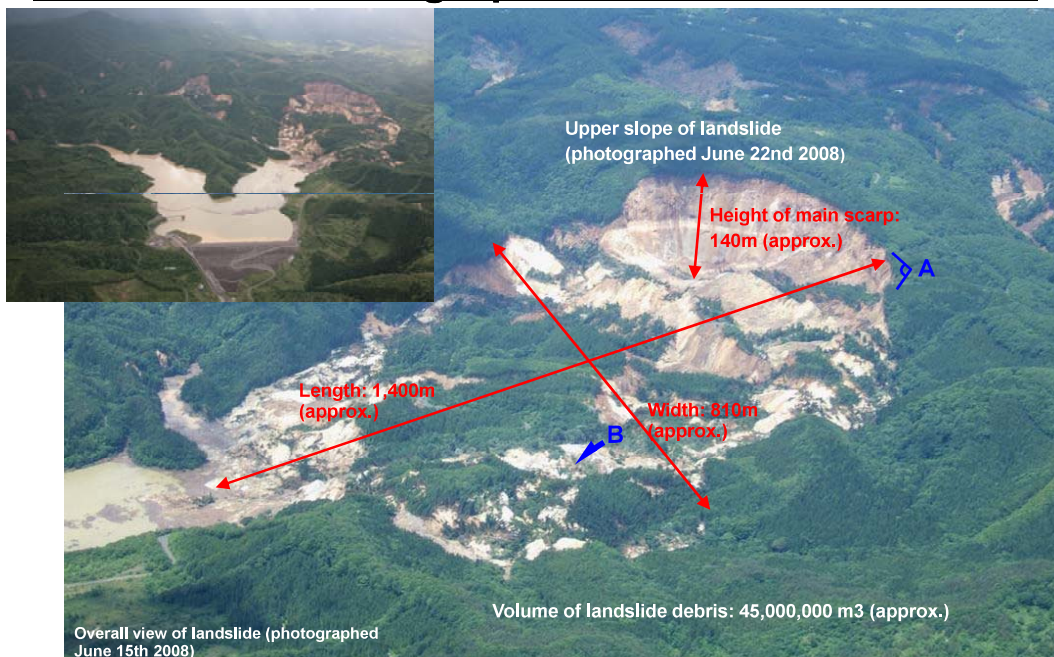 Upper slope of landslide
(photographed June 22nd 2008)
Height of main scarp:
140m (approx.)
A
Length: 1,400m
(approx.)
Width: 810m
(approx.)
B
Volume of landslide debris: 45,000,000 m3 (approx.)
Overall view of landslide (photographed
June 15th 2008)